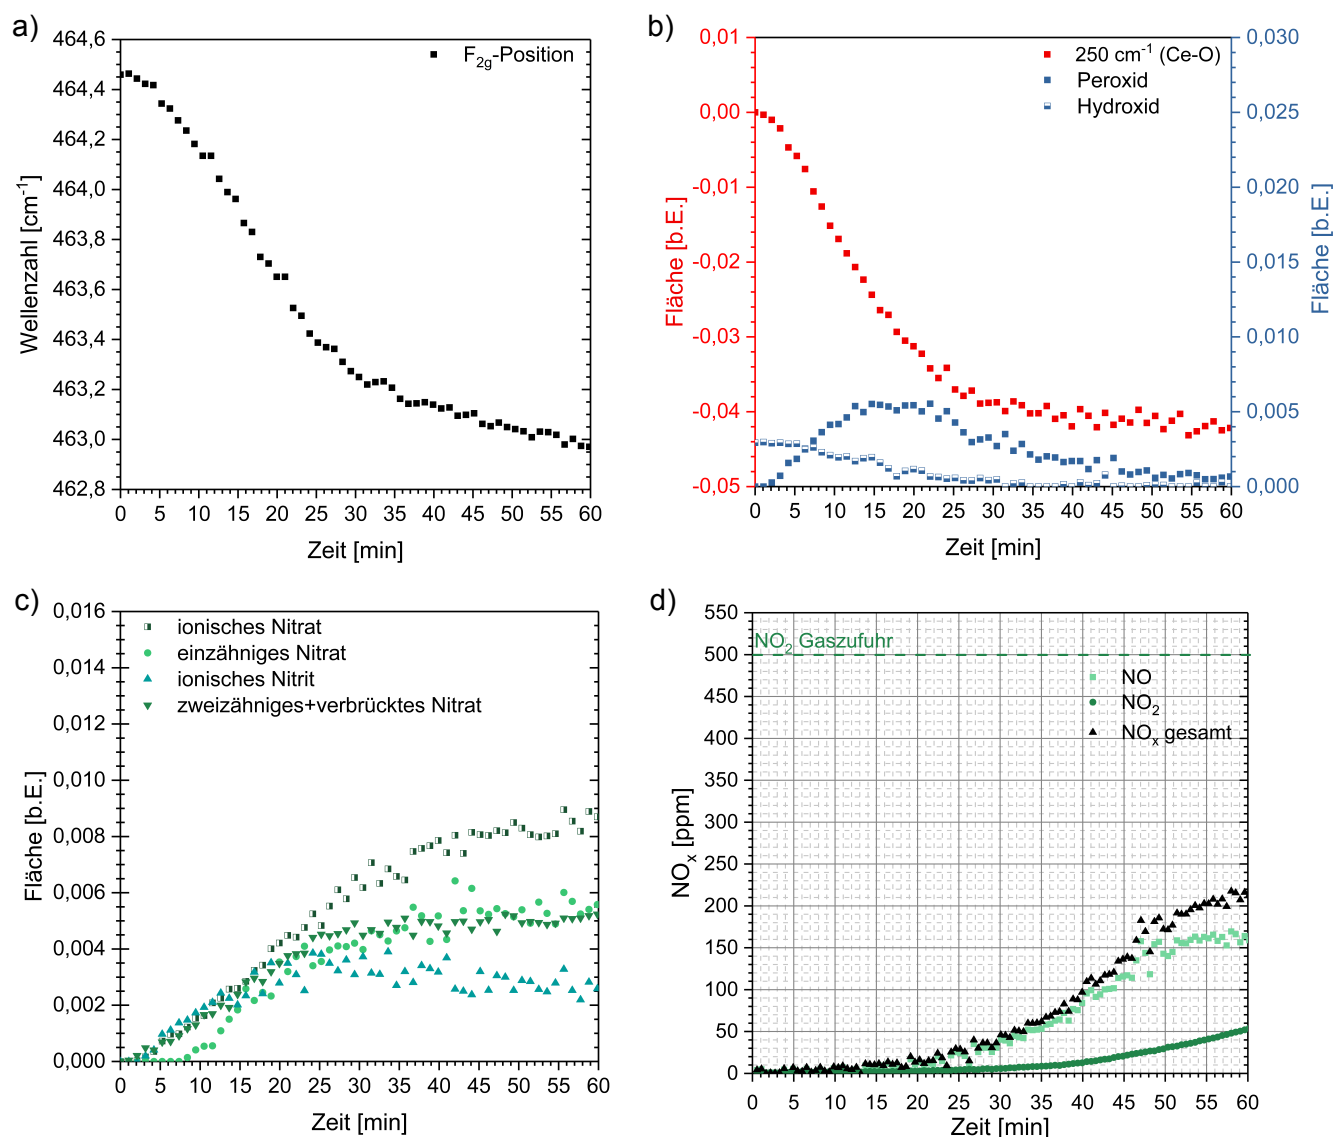 a)
464,6
464,4
464,2
464,0
463,8
463,6
463,4
463,2
463,0
462,8
Wellenzahl [cm⁻¹]
F₂g-Position
0 5 10 15 20 25 30 35 40 45 50 55 60
Zeit [min]
b)
0,01
0,00
-0,01
-0,02
-0,03
-0,04
-0,05
Fläche [b.E.]
250 cm⁻¹ (Ce-O)
Peroxid
Hydroxid
0,030
0,025
0,020
0,015
0,010
0,005
0,000
Fläche [b.E.]
0 5 10 15 20 25 30 35 40 45 50 55 60
Zeit [min]
c)
0,016
0,014
0,012
0,010
0,008
0,006
0,004
0,002
0,000
Fläche [b.E.]
ionisches Nitrat
einzähniges Nitrat
ionisches Nitrit
zweizähniges+verbrücktes Nitrat
0 5 10 15 20 25 30 35 40 45 50 55 60
Zeit [min]
d)
550
500
450
400
350
300
250
200
150
100
50
0
NOₓ [ppm]
NO₂ Gaszufuhr
NO
NO₂
NOₓ gesamt
0 5 10 15 20 25 30 35 40 45 50 55 60
Zeit [min]